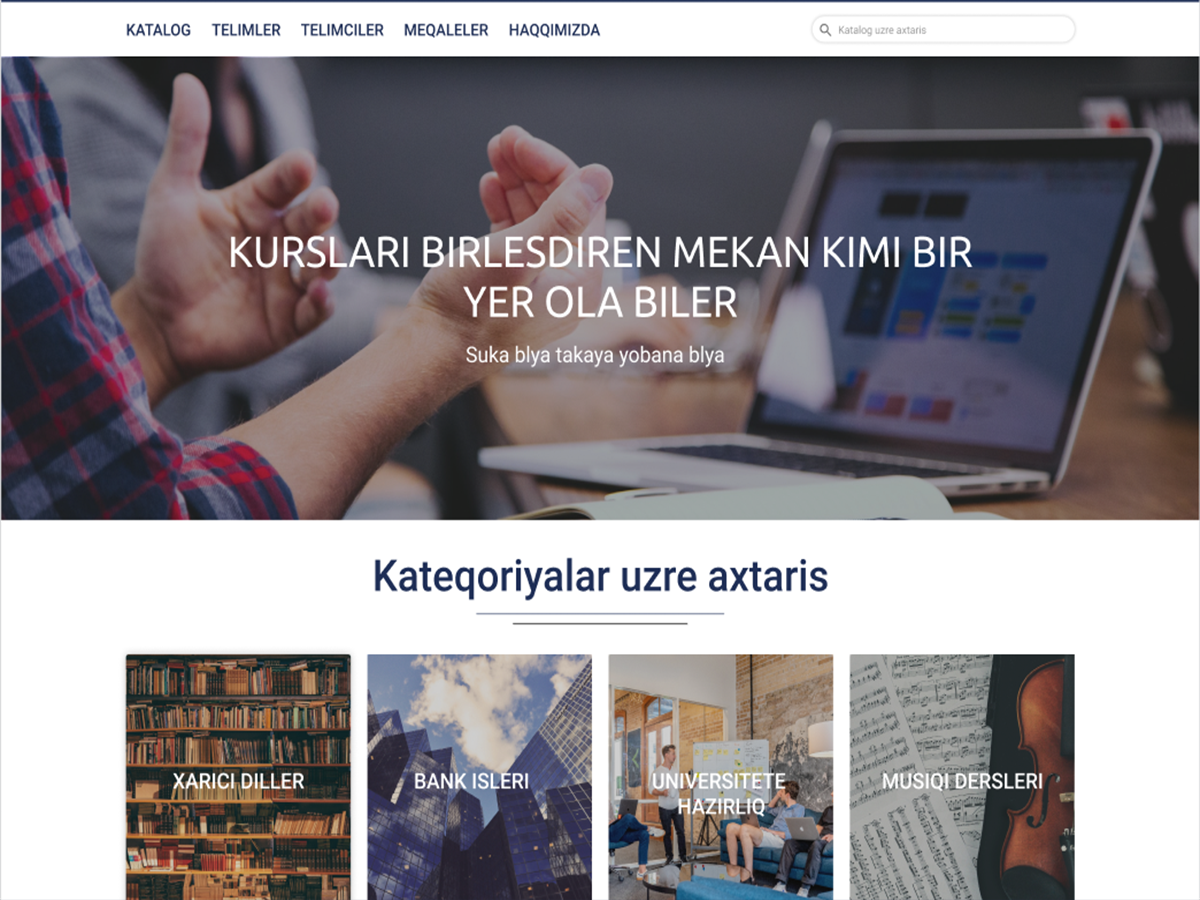 KATALOG TELIMLER TELIMCILER MEQALELER HAQQIMIZDA Katalog uzre axtaris
KURSLARI BIRLESDIREN MEKAN KIMI BIR
YER OLA BILER
Suka blya takaya yobana blya
Kateqoriyalar uzre axtaris
XARICI DILLER
BANK ISLERI
UNIVERSITETE
HAZIRLIQ
MUSIQI DERSLERI